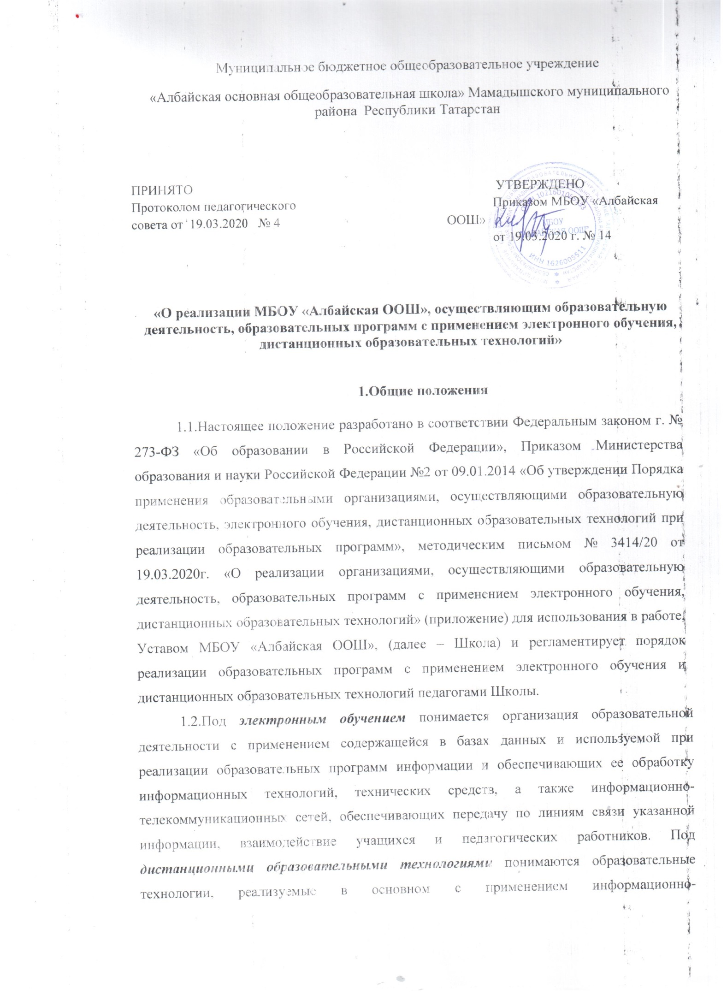 Муниципальное бюджетное общеобразовательное учреждение
«Албайская основная общеобразовательная школа» Мамадышского муниципального
района Республики Татарстан
ПРИНЯТО
Протоколом педагогического
совета от 19.03.2020 № 4
УТВЕРЖДЕНО
Приказом МБОУ «Албайская
ООШ»
от 19.03.2020 г. № 14
МБОУ
ИНН 1626005511
«О реализации МБОУ «Албайская ООШ», осуществляющим образовательную
деятельность, образовательных программ с применением электронного обучения,
дистанционных образовательных технологий»
1.Общие положения
1.1.Настоящее положение разработано в соответствии Федеральным законом г. №
273-ФЗ «Об образовании в Российской Федерации», Приказом Министерства
образования и науки Российской Федерации №2 от 09.01.2014 «Об утверждении Порядка
применения образовательными организациями, осуществляющими образовательную
деятельность, электронного обучения, дистанционных образовательных технологий при
реализации образовательных программ», методическим письмом № 3414/20 от
19.03.2020г. «О реализации организациями, осуществляющими образовательную
деятельность, образовательных программ с применением электронного обучения,
дистанционных образовательных технологий» (приложение) для использования в работе,
Уставом МБОУ «Албайская ООШ», (далее – Школа) и регламентирует порядок
реализации образовательных программ с применением электронного обучения и
дистанционных образовательных технологий педагогами Школы.
1.2.Под электронным обучением понимается организация образовательной
деятельности с применением содержащейся в базах данных и используемой при
реализации образовательных программ информации и обеспечивающих ее обработку
информационных технологий, технических средств, а также информационно-
телекоммуникационных сетей, обеспечивающих передачу по линиям связи указанной
информации, взаимодействие учащихся и педагогических работников. Под
дистанционными образовательными технологиями понимаются образовательные
технологии, реализуемые в основном с применением информационно-